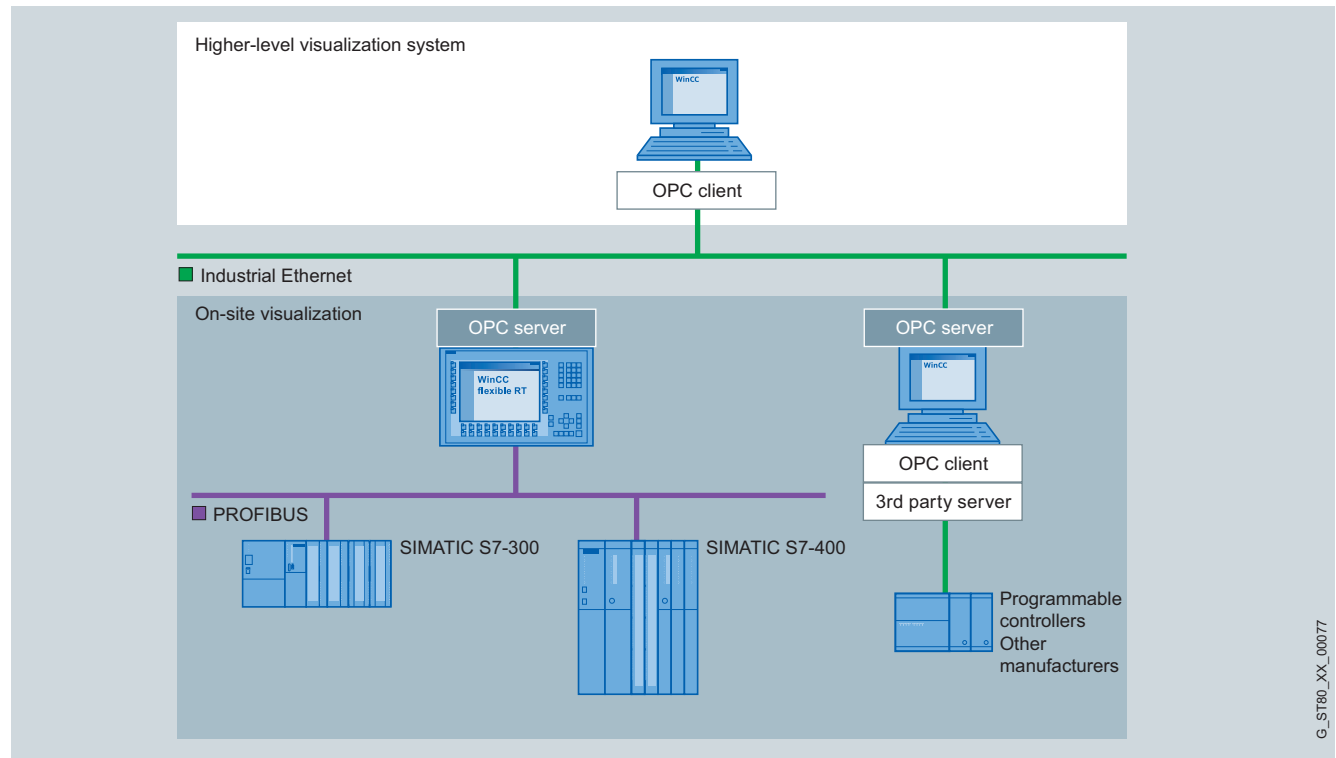 Higher-level visualization system
WinCC
OPC client
Industrial Ethernet
On-site visualization
OPC server
OPC server
WinCC
flexible RT
WinCC
OPC client
3rd party server
PROFIBUS
SIMATIC S7-300
SIMATIC S7-400
Programmable
controllers
Other
manufacturers
G_ST80_XX_00077